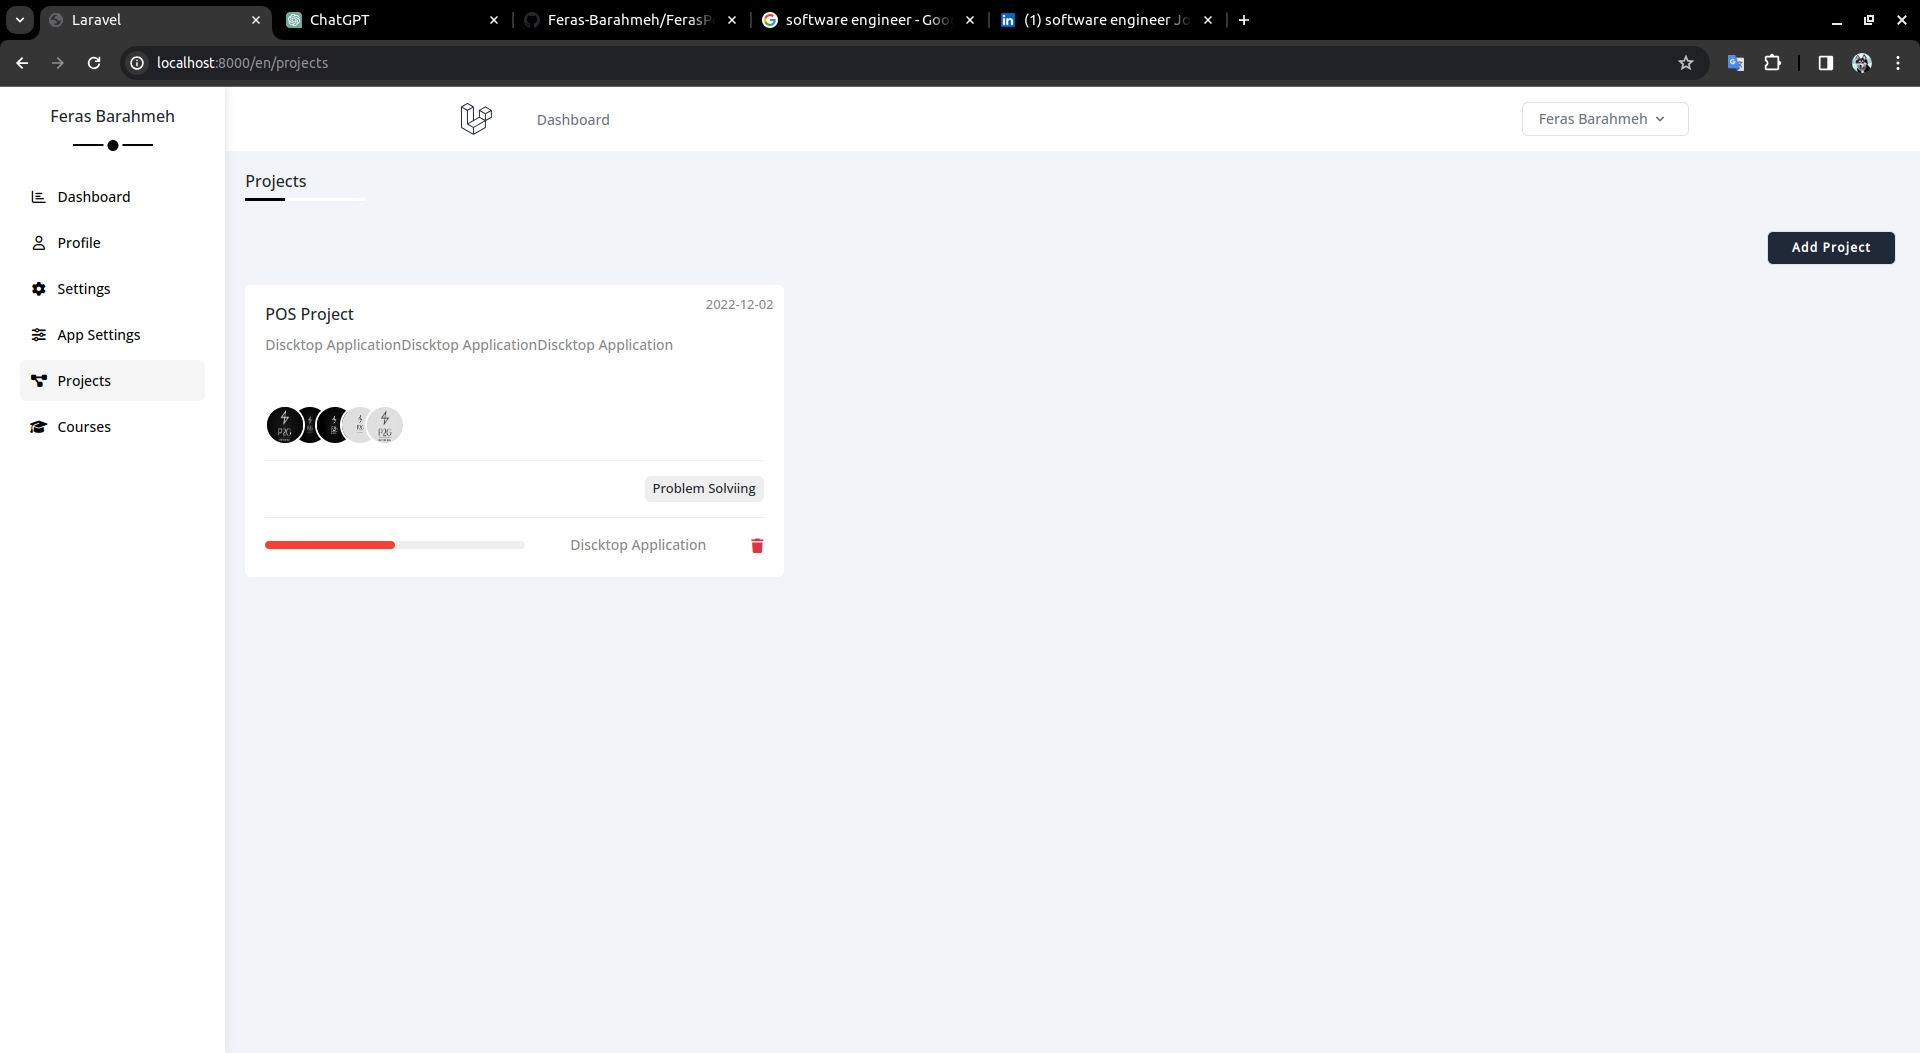 Laravel
ChatGPT
Feras-Barahmeh/FerasP
software engineer - Goo
(1) software engineer Jo
localhost:8000/en/projects
Feras Barahmeh
Dashboard
Profile
Settings
App Settings
Projects
Courses
Dashboard
Feras Barahmeh
Projects
Add Project
POS Project
2022-12-02
Discktop ApplicationDiscktop ApplicationDiscktop Application
P2G
P2G
Problem Solviing
Discktop Application